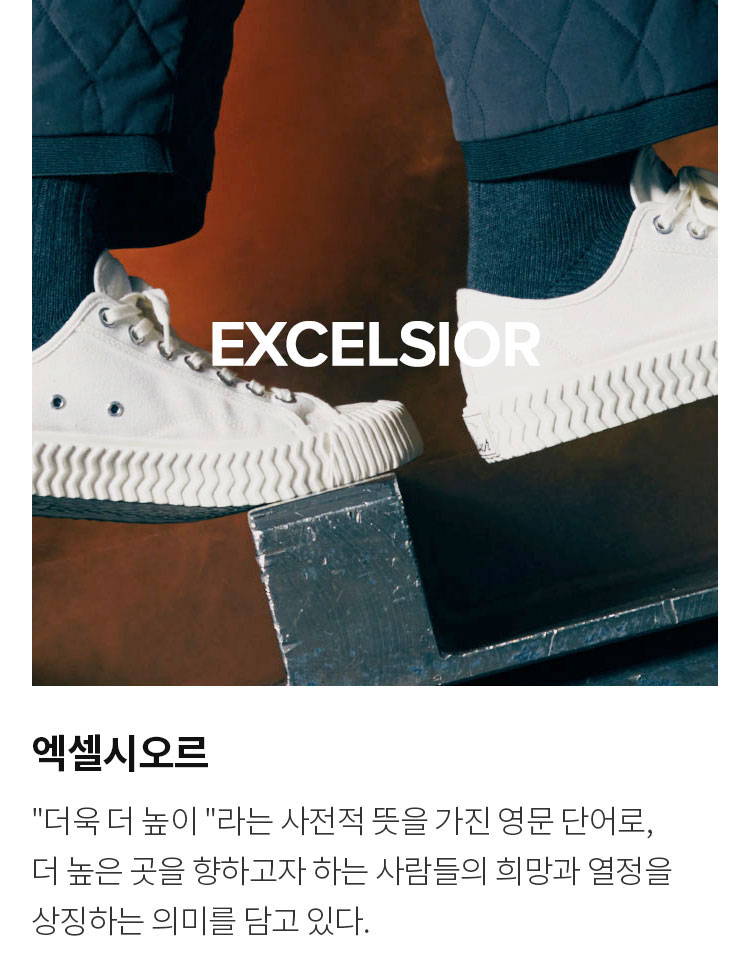 EXCELSIOR
엑셀시오르
"더욱 더 높이 "라는 사전적 뜻을 가진 영문 단어로,
더 높은 곳을 향하고자 하는 사람들의 희망과 열정을
상징하는 의미를 담고 있다.